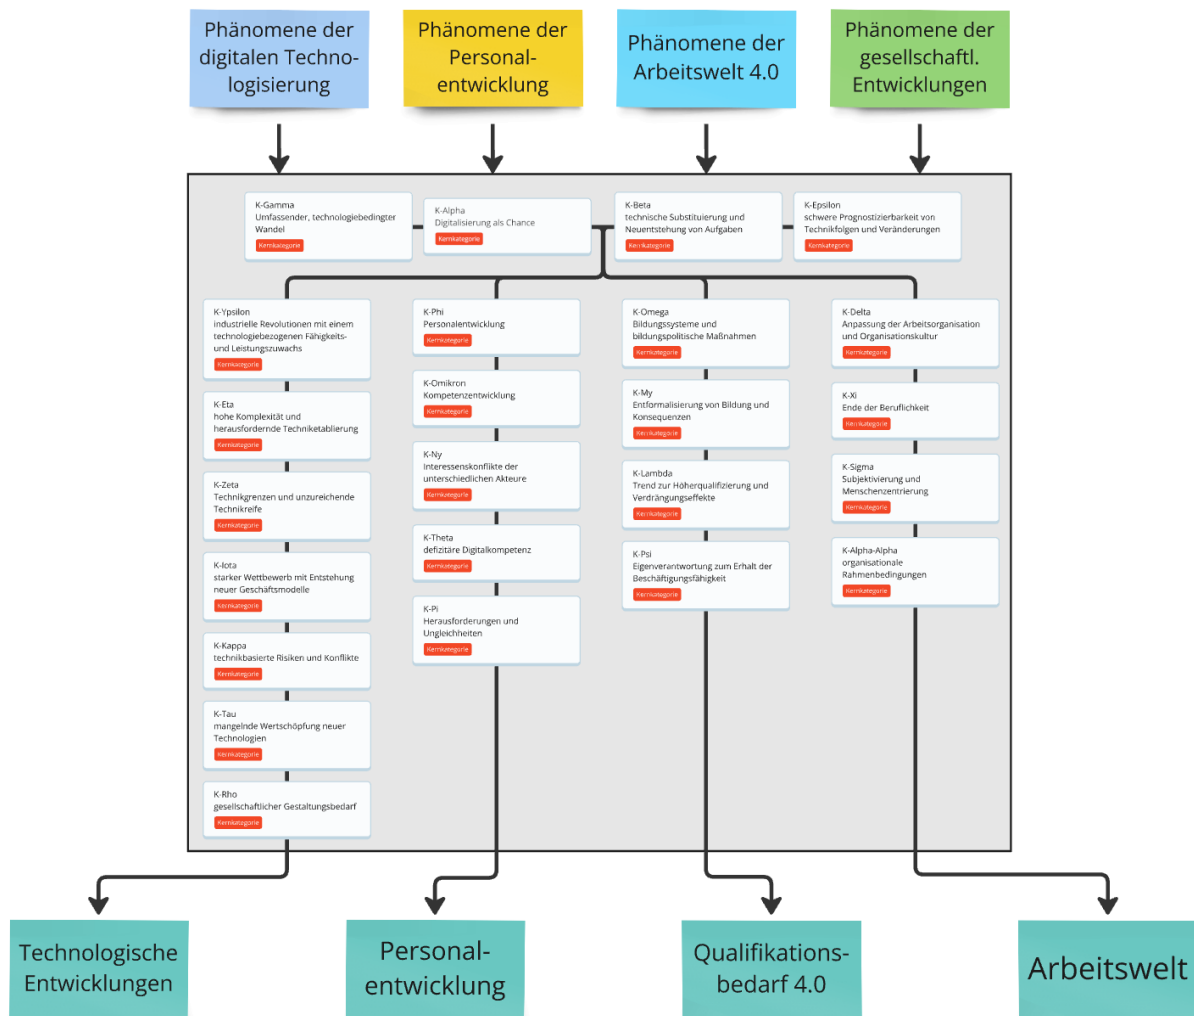 Phänomene der
digitalen Techno-
logisierung
Phänomene der
Personal-
entwicklung
Phänomene der
Arbeitswelt 4.0
Phänomene der
gesellschaftl.
Entwicklungen
K-Gamma
Umfassender, technologiebedingter
Wandel
Kernkategorie
K-Alpha
Digitalisierung als Chance
Kernkategorie
K-Beta
technische Substituierung und
Neuentstehung von Aufgaben
Kernkategorie
K-Epsilon
schwere Prognostizierbarkeit von
Technikfolgen und Veränderungen
Kernkategorie
K-Ypsilon
industrielle Revolutionen mit einem
technologiebezogenen Fähigkeits-
und Leistungszuwachs
Kernkategorie
K-Eta
hohe Komplexität und
herausfordernde Techniketablierung
Kernkategorie
K-Zeta
Technikgrenzen und unzureichende
Technikreife
Kernkategorie
K-Iota
starker Wettbewerb mit Entstehung
neuer Geschäftsmodelle
Kernkategorie
K-Kappa
technikbasierte Risiken und Konflikte
Kernkategorie
K-Tau
mangelnde Wertschöpfung neuer
Technologien
Kernkategorie
K-Rho
gesellschaftlicher Gestaltungsbedarf
Kernkategorie
K-Phi
Personalentwicklung
Kernkategorie
K-Omikron
Kompetenzentwicklung
Kernkategorie
K-Ny
Interessenskonflikte der
unterschiedlichen Akteure
Kernkategorie
K-Theta
defizitäre Digitalkompetenz
Kernkategorie
K-Pi
Herausforderungen und
Ungleichheiten
Kernkategorie
K-Omega
Bildungssysteme und
bildungspolitische Maßnahmen
Kernkategorie
K-My
Entformalisierung von Bildung und
Konsequenzen
Kernkategorie
K-Lambda
Trend zur Höherqualifizierung und
Verdrängungseffekte
Kernkategorie
K-Psi
Eigenverantwortung zum Erhalt der
Beschäftigungsfähigkeit
Kernkategorie
K-Delta
Anpassung der Arbeitsorganisation
und Organisationskultur
Kernkategorie
K-Xi
Ende der Beruflichkeit
Kernkategorie
K-Sigma
Subjektivierung und
Menschenzentrierung
Kernkategorie
K-Alpha-Alpha
organisationale
Rahmenbedingungen
Kernkategorie
Technologische
Entwicklungen
Personal-
entwicklung
Qualifikations-
bedarf 4.0
Arbeitswelt